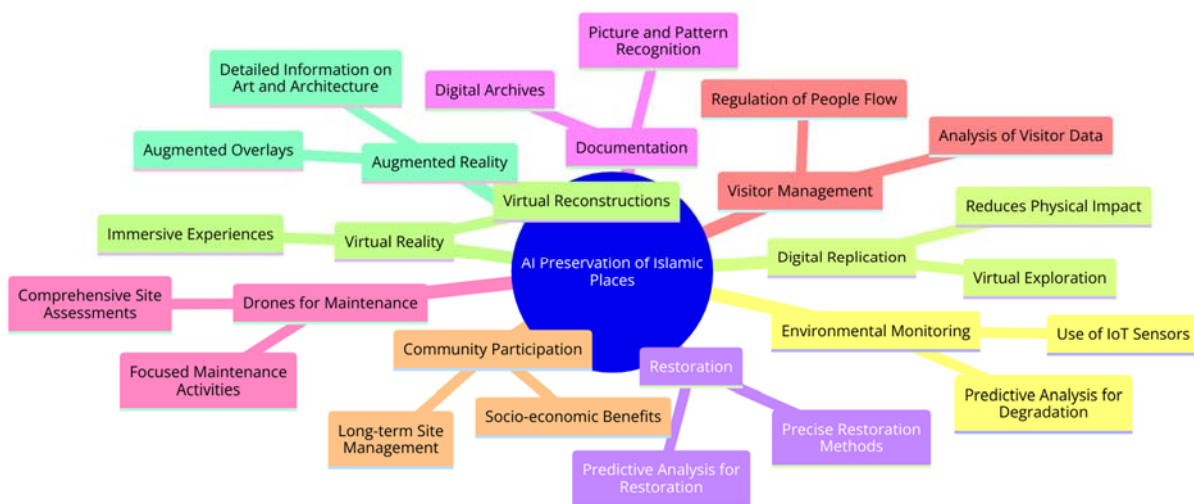 Picture and Pattern
Recognition
Detailed Information on
Art and Architecture
Digital Archives
Regulation of People Flow
Analysis of Visitor Data
Augmented Overlays
Augmented Reality
Documentation
Visitor Management
Virtual Reconstructions
Reduces Physical Impact
Immersive Experiences
Virtual Reality
AI Preservation of Islamic
Places
Digital Replication
Virtual Exploration
Comprehensive Site
Assessments
Drones for Maintenance
Environmental Monitoring
Use of IoT Sensors
Community Participation
Restoration
Focused Maintenance
Activities
Predictive Analysis for
Degradation
Long-term Site
Management
Socio-economic Benefits
Precise Restoration
Methods
Predictive Analysis for
Restoration